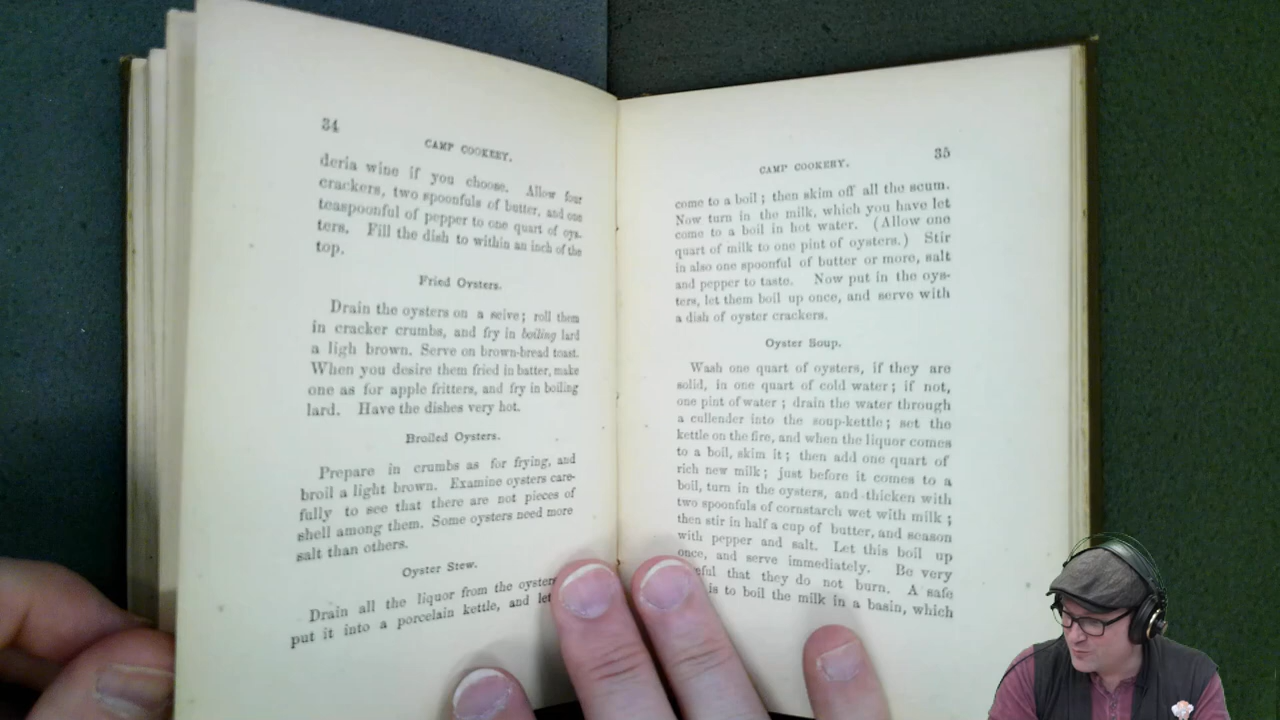 34
CAMP COOKERY.
deria wine if you choose. Allow four
crackers, two spoonfuls of butter, and one
teaspoonful of pepper to one quart of oys-
ters. Fill the dish to within an inch of the
top.
Fried Oysters.
Drain the oysters on a seive; roll them
in cracker crumbs, and fry in boiling lard
a ligh brown. Serve on brown-bread toast.
When you desire them fried in batter, make
one as for apple fritters, and fry in boiling
lard. Have the dishes very hot.
Broiled Oysters.
Prepare in crumbs as for frying, and
broil a light brown. Examine oysters care-
fully to see that there are not pieces of
shell among them. Some oysters need more
salt than others.
Oyster Stew.
Drain all the liquor from the oysters
put it into a porcelain kettle, and let
CAMP COOKERY.
35
come to a boil; then skim off all the scum.
Now turn in the milk, which you have let
come to a boil in hot water. (Allow one
quart of milk to one pint of oysters.) Stir
in also one spoonful of butter or more, salt
and pepper to taste. Now put in the oys-
ters, let them boil up once, and serve with
a dish of oyster crackers.
Oyster Soup.
Wash one quart of oysters, if they are
solid, in one quart of cold water; if not,
one pint of water; drain the water through
a cullender into the soup-kettle; set the
kettle on the fire, and when the liquor comes
to a boil, skim it; then add one quart of
rich new milk; just before it comes to a
boil, turn in the oysters, and thicken with
two spoonfuls of cornstarch wet with milk;
then stir in half a cup of butter, and season
with pepper and salt. Let this boil up
once, and serve immediately. Be very
that they do not burn. A safe
is to boil the milk in a basin, which